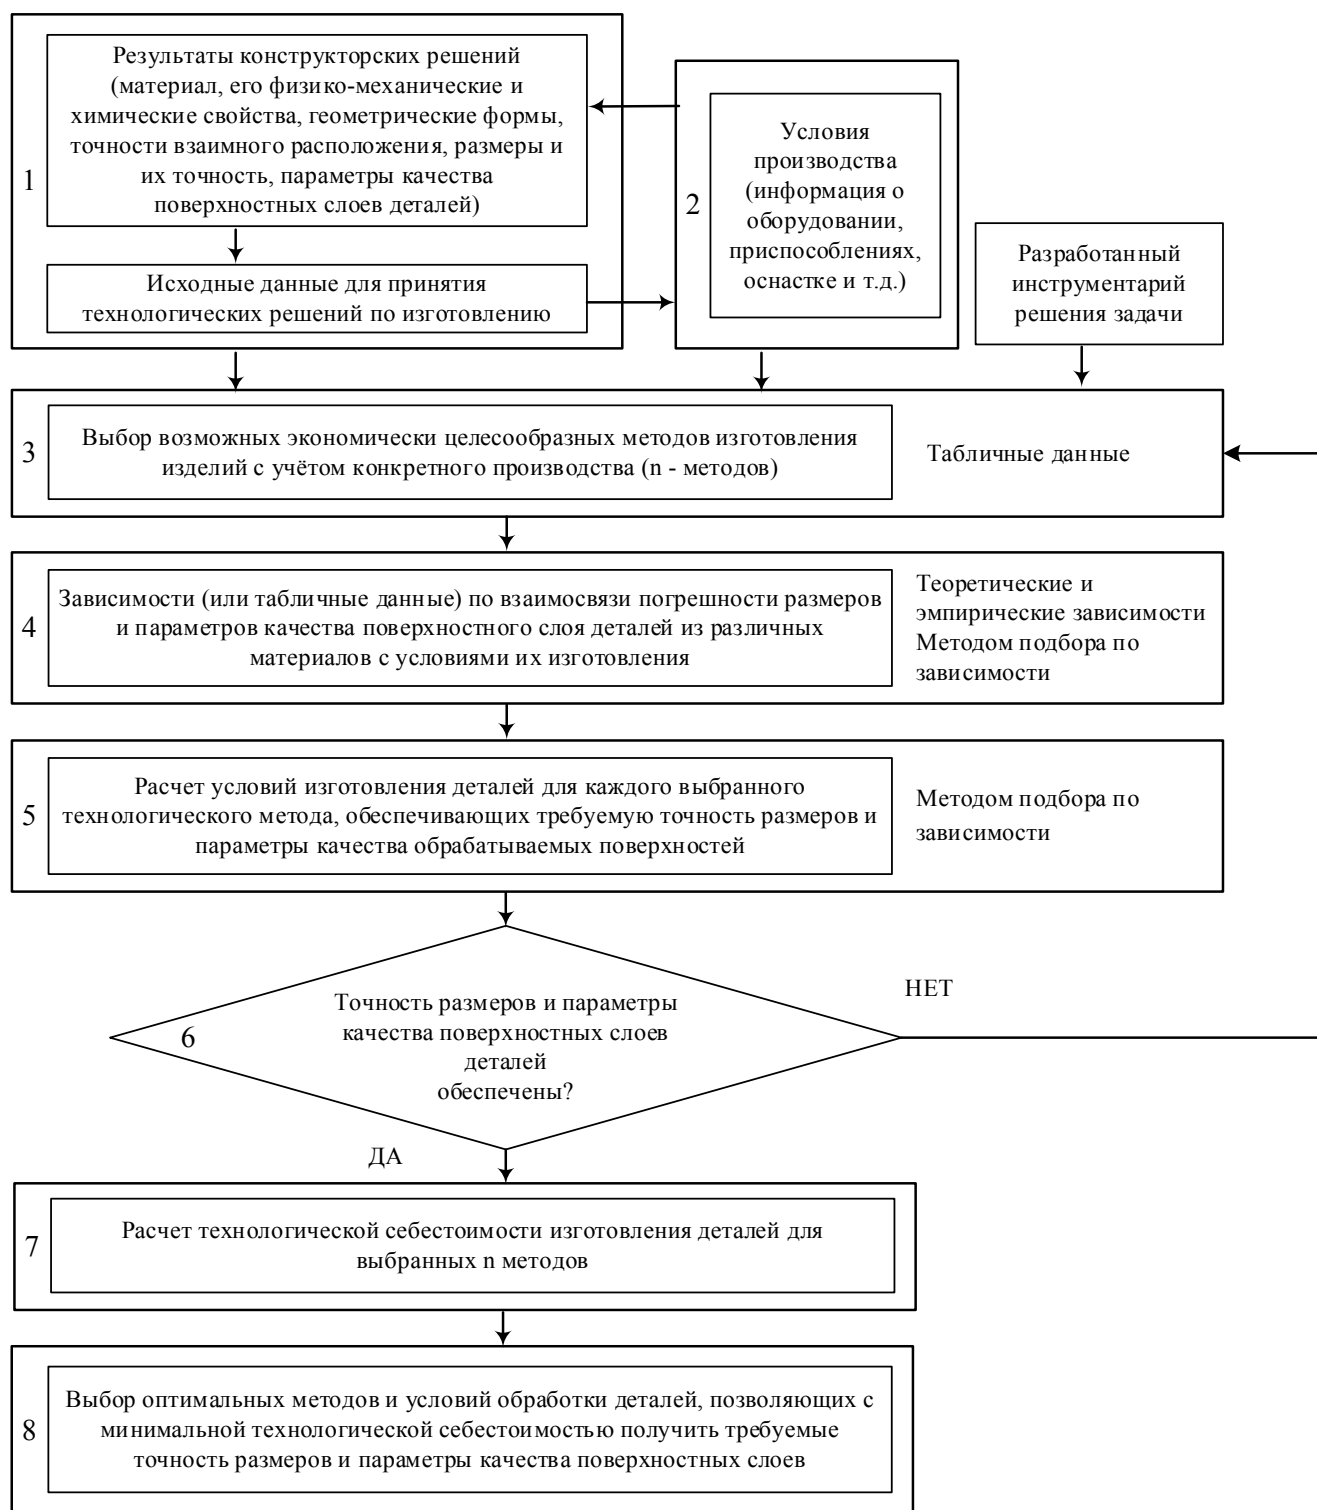 1
Результаты конструкторских решений
(материал, его физико-механические и
химические свойства, геометрические формы,
точности взаимного расположения, размеры и
их точность, параметры качества
поверхностных слоев деталей)
Исходные данные для принятия
технологических решений по изготовлению
2
Условия
производства
(информация о
оборудовании,
приспособлениях,
оснастке и т.д.)
Разработанный
инструментарий
решения задачи
3
Выбор возможных экономически целесообразных методов изготовления
изделий с учётом конкретного производства (n - методов)
Табличные данные
4
Зависимости (или табличные данные) по взаимосвязи погрешности размеров
и параметров качества поверхностного слоя деталей из различных
материалов с условиями их изготовления
Теоретические и
эмпирические зависимости
Методом подбора по
зависимости
5
Расчет условий изготовления деталей для каждого выбранного
технологического метода, обеспечивающих требуемую точность размеров и
параметры качества обрабатываемых поверхностей
Методом подбора по
зависимости
6
Точность размеров и параметры
качества поверхностных слоев
деталей
обеспечены?
НЕТ
ДА
7
Расчет технологической себестоимости изготовления деталей для
выбранных n методов
8
Выбор оптимальных методов и условий обработки деталей, позволяющих с
минимальной технологической себестоимостью получить требуемые
точность размеров и параметры качества поверхностных слоев